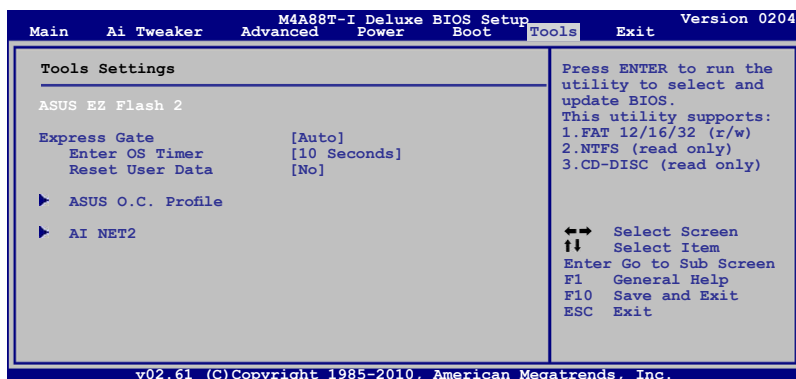 M4A88T-I Deluxe BIOS Setup Version 0204
Main Ai Tweaker Advanced Power Boot Tools Exit
Tools Settings
ASUS EZ Flash 2
Express Gate [Auto]
Enter OS Timer [10 Seconds]
Reset User Data [No]
ASUS O.C. Profile
AI NET2
Press ENTER to run the
utility to select and
update BIOS.
This utility supports:
1.FAT 12/16/32 (r/w)
2.NTFS (read only)
3.CD-DISC (read only)
←→ Select Screen
↑↓ Select Item
Enter Go to Sub Screen
F1 General Help
F10 Save and Exit
ESC Exit
v02.61 (C)Copyright 1985-2010, American Megatrends, Inc.